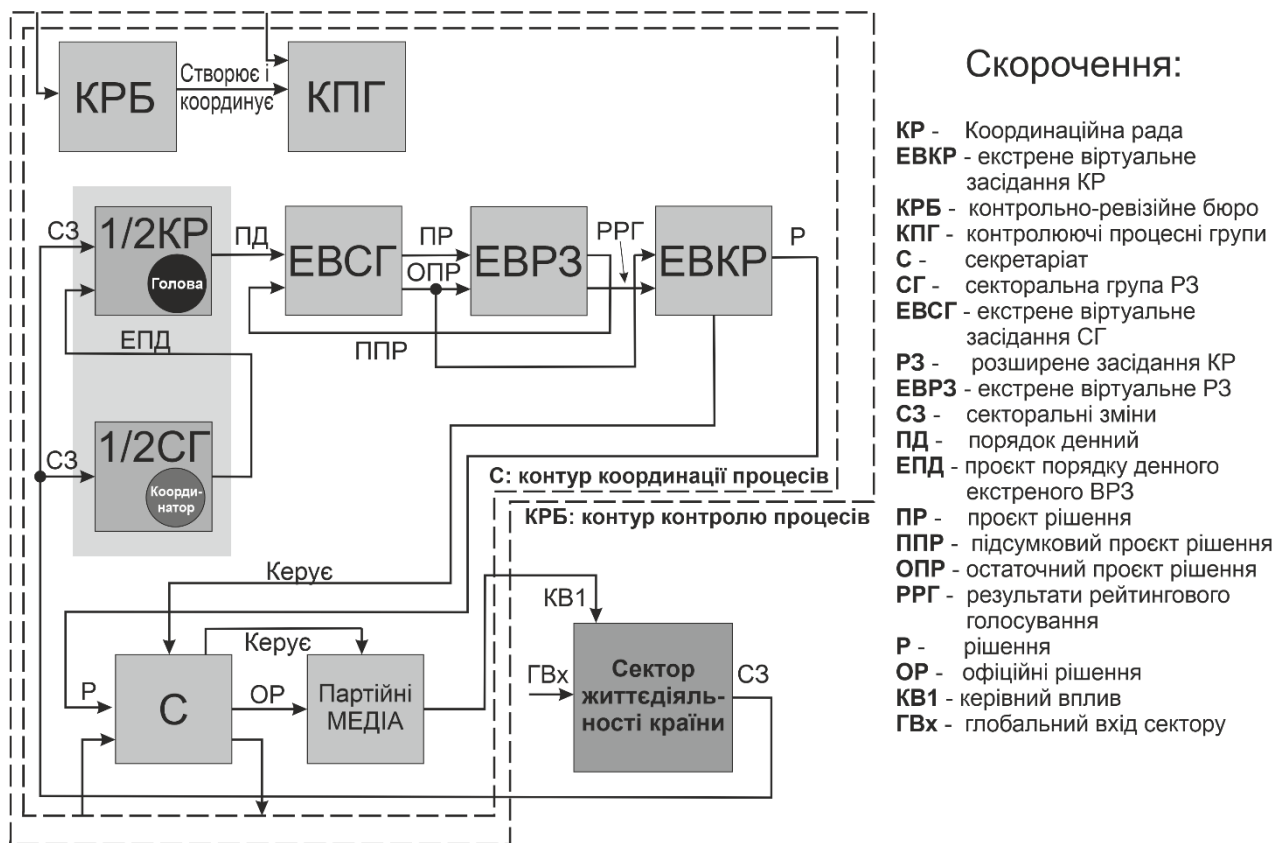 КРБ
Створює і
координує
КПГ
СЗ
1/2КР
Голова
ПД
ЕВСГ
ПР
ОПР
ЕВРЗ
РРГ
ЕВКР
Р
ЕПД
ППР
СЗ
1/2СГ
Коорди-
натор
С: контур координації процесів
КРБ: контур контролю процесів
Керує
Керує
КВ1
Р
С
ОР
Партійні
МЕДІА
ГВх
Сектор
життєдіяль-
ності країни
СЗ
Скорочення:
КР - Координаційна рада
ЕВКР - екстрене віртуальне
засідання КР
КРБ - контрольно-ревізійне бюро
КПГ - контролюючі процесні групи
С - секретаріат
СГ - секторальна група РЗ
ЕВСГ - екстрене віртуальне
засідання СГ
РЗ - розширене засідання КР
ЕВРЗ - екстрене віртуальне РЗ
СЗ - секторальні зміни
ПД - порядок денний
ЕПД - проєкт порядку денного
екстреного ВРЗ
ПР - проєкт рішення
ППР - підсумковий проєкт рішення
ОПР - остаточний проєкт рішення
РРГ - результати рейтингового
голосування
Р - рішення
ОР - офіційні рішення
КВ1 - керівний вплив
ГВх - глобальний вхід сектору